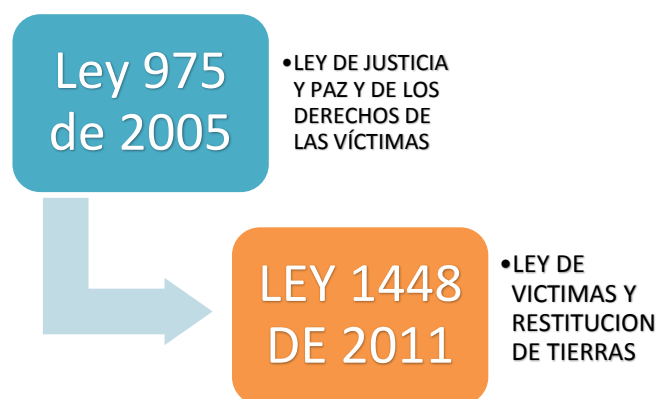 Ley 975
de 2005
•LEY DE JUSTICIA
Y PAZ Y DE LOS
DERECHOS DE
LAS VÍCTIMAS
LEY 1448
DE 2011
•LEY DE
VICTIMAS Y
RESTITUCION
DE TIERRAS